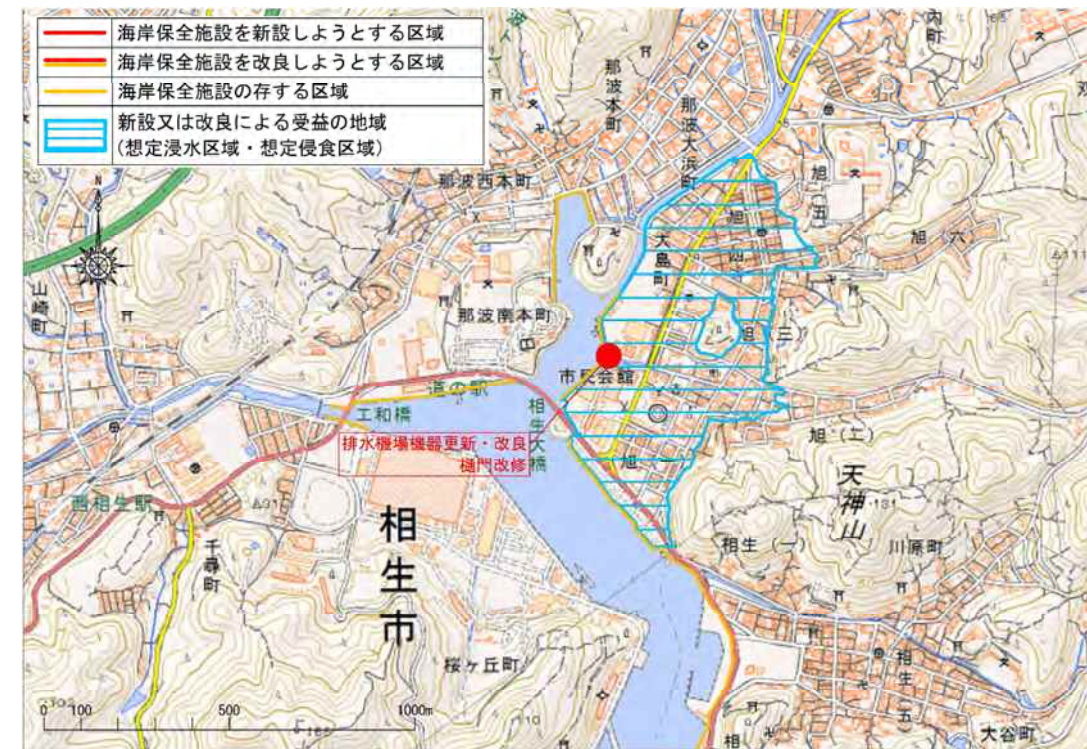 海岸保全施設を新設しようとする区域
海岸保全施設を改良しようとする区域
海岸保全施設の存する区域
新設又は改良による受益の地域
(想定浸水区域・想定侵食区域)
那波本町
那波大浜町
那波西本町
旭五
旭六
大島町
旭四
111
山崎町
那波南本町
旭三
市民会館
道の駅
工和橋
相生大橋
排水機場機器更新・改良
樋門改修
旭一
旭(二)
天神山
西相生駅
相生市
相生(一)
川原町
千尋町
桜ヶ丘町
相生五
大谷町
0 100 500 1000m
110
相